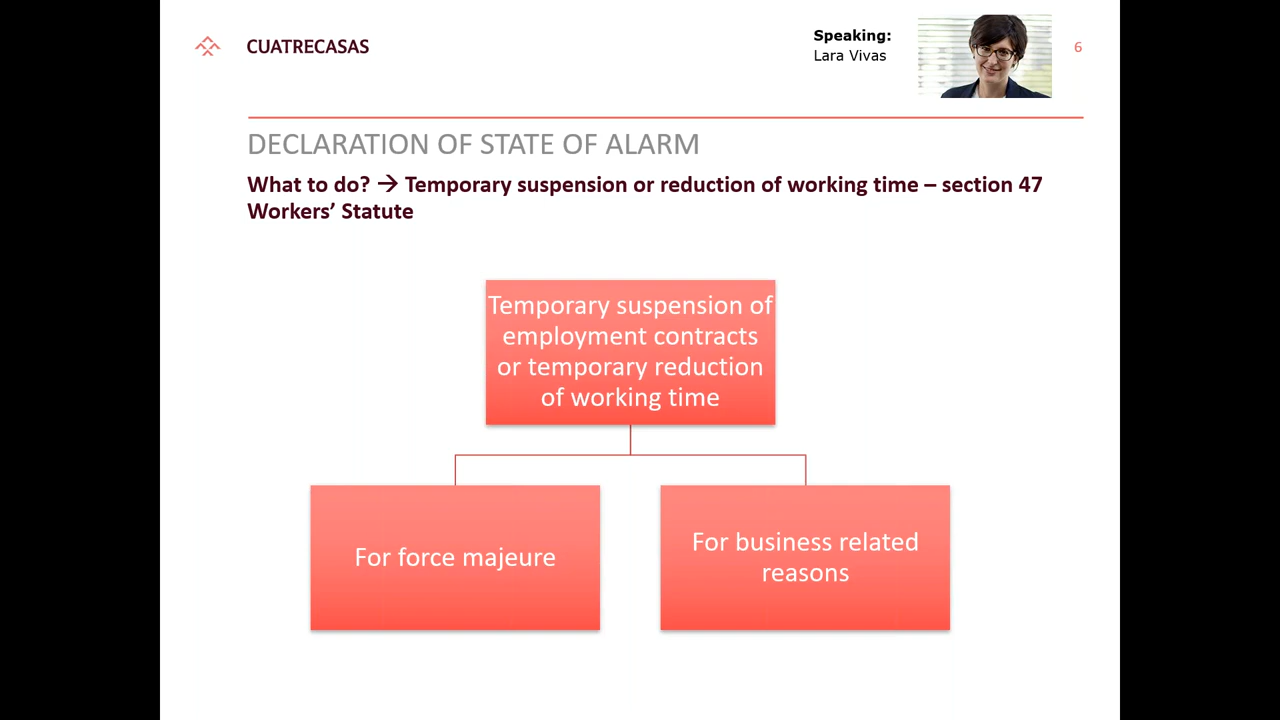 CUATRECASAS
Speaking:
Lara Vivas
6
DECLARATION OF STATE OF ALARM
What to do? → Temporary suspension or reduction of working time – section 47
Workers’ Statute
Temporary suspension of
employment contracts
or temporary reduction
of working time
For force majeure
For business related
reasons